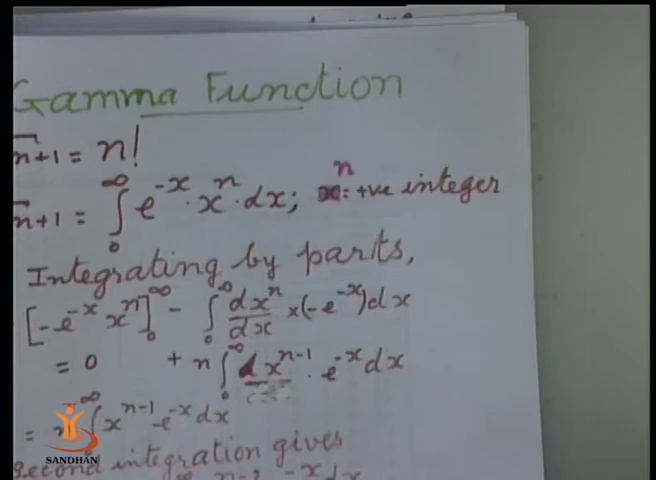 Gamma Function
n+1 = n!
n+1 = ∫₀^∞ e^-x · x^n · dx; n = +ve integer
Integrating by parts,
[-e^-x x^n]₀^∞ - ∫₀^∞ dx^n/dx × (-e^-x) dx
= 0 + n ∫₀^∞ x^n-1 · e^-x dx
= n ∫ ^∞ x^n-1 e^-x dx
Second integration gives
SANDHAN